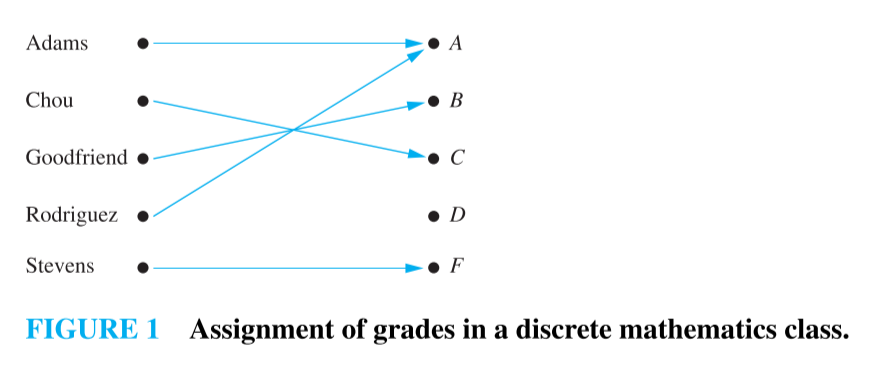 Adams A
Chou B
Goodfriend C
Rodriguez D
Stevens F
FIGURE 1 Assignment of grades in a discrete mathematics class.